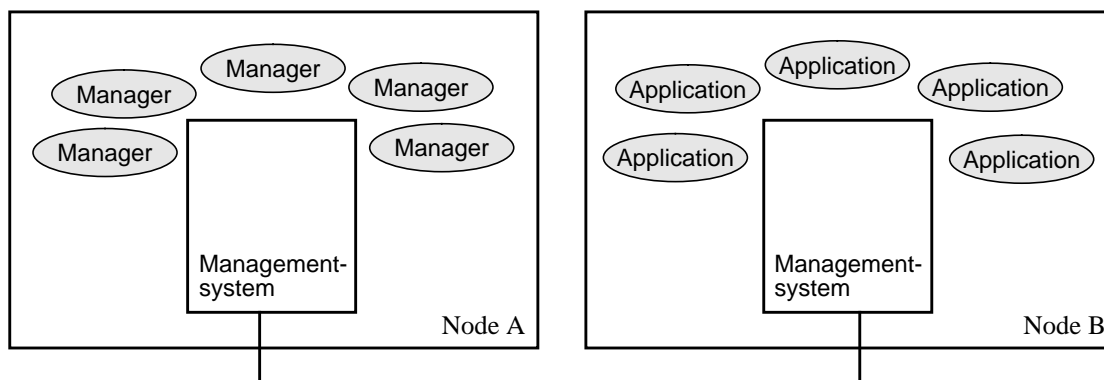 Manager
Manager
Manager
Manager
Manager
Management-
system
Node A
Application
Application
Application
Application
Application
Management-
system
Node B